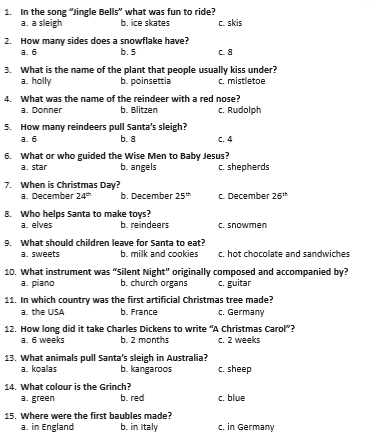 1. In the song "Jingle Bells" what was fun to ride?
a. a sleigh b. ice skates c. skis
2. How many sides does a snowflake have?
a. 6 b. 5 c. 8
3. What is the name of the plant that people usually kiss under?
a. holly b. poinsettia c. mistletoe
4. What was the name of the reindeer with a red nose?
a. Donner b. Blitzen c. Rudolph
5. How many reindeers pull Santa's sleigh?
a. 6 b. 8 c. 4
6. What or who guided the Wise Men to Baby Jesus?
a. star b. angels c. shepherds
7. When is Christmas Day?
a. December 24th b. December 25th c. December 26th
8. Who helps Santa to make toys?
a. elves b. reindeers c. snowmen
9. What should children leave for Santa to eat?
a. sweets b. milk and cookies c. hot chocolate and sandwiches
10. What instrument was "Silent Night" originally composed and accompanied by?
a. piano b. church organs c. guitar
11. In which country was the first artificial Christmas tree made?
a. the USA b. France c. Germany
12. How long did it take Charles Dickens to write "A Christmas Carol"?
a. 6 weeks b. 2 months c. 2 weeks
13. What animals pull Santa's sleigh in Australia?
a. koalas b. kangaroos c. sheep
14. What colour is the Grinch?
a. green b. red c. blue
15. Where were the first baubles made?
a. in England b. in Italy c. in Germany